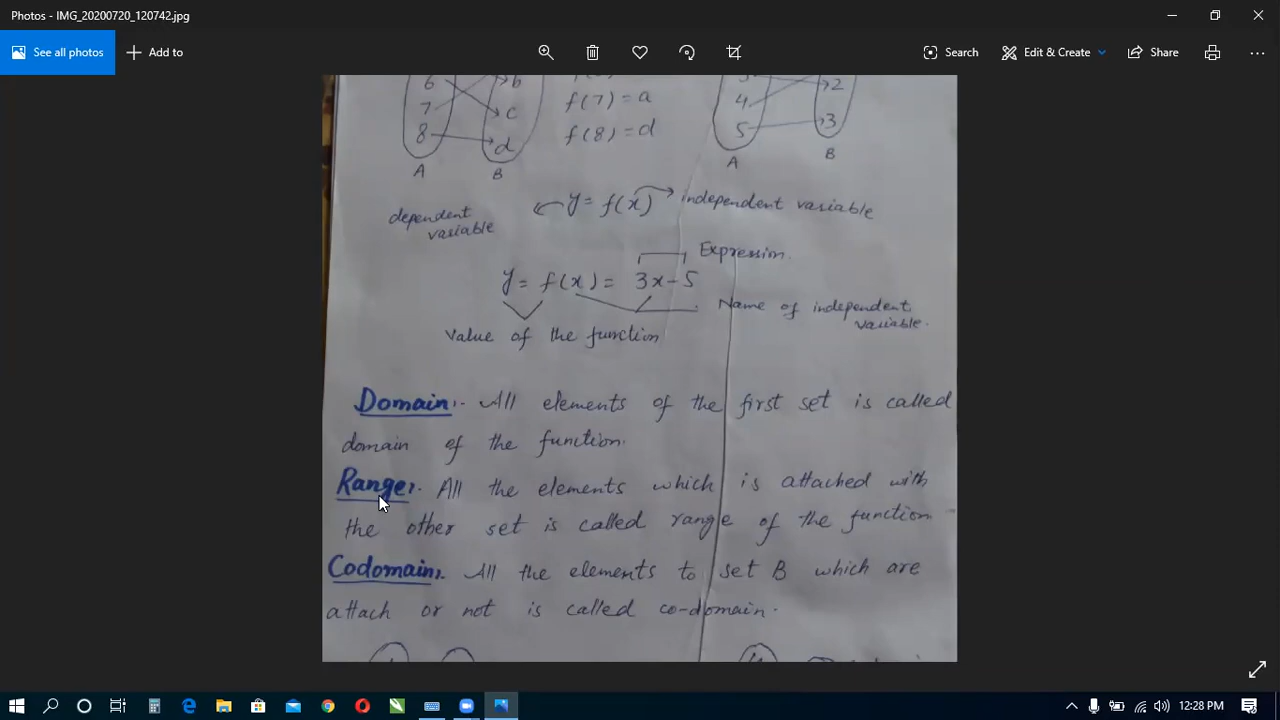 Photos - IMG_20200720_120742.jpg
See all photos
Add to
Search
Edit & Create
Share
6 b
7 c f(7) = a
8 d f(8) = d
A B
2
4
5 3
A B
y = f(x) independent variable
dependent
variable
Expression.
y = f(x) = 3x-5
Name of independent
variable.
Value of the function
Domain:- All elements of the first set is called
domain of the function.
Range:- All the elements which is attached with
the other set is called range of the function
Codomain:- All the elements to set B which are
attach or not is called co-domain.
12:28 PM